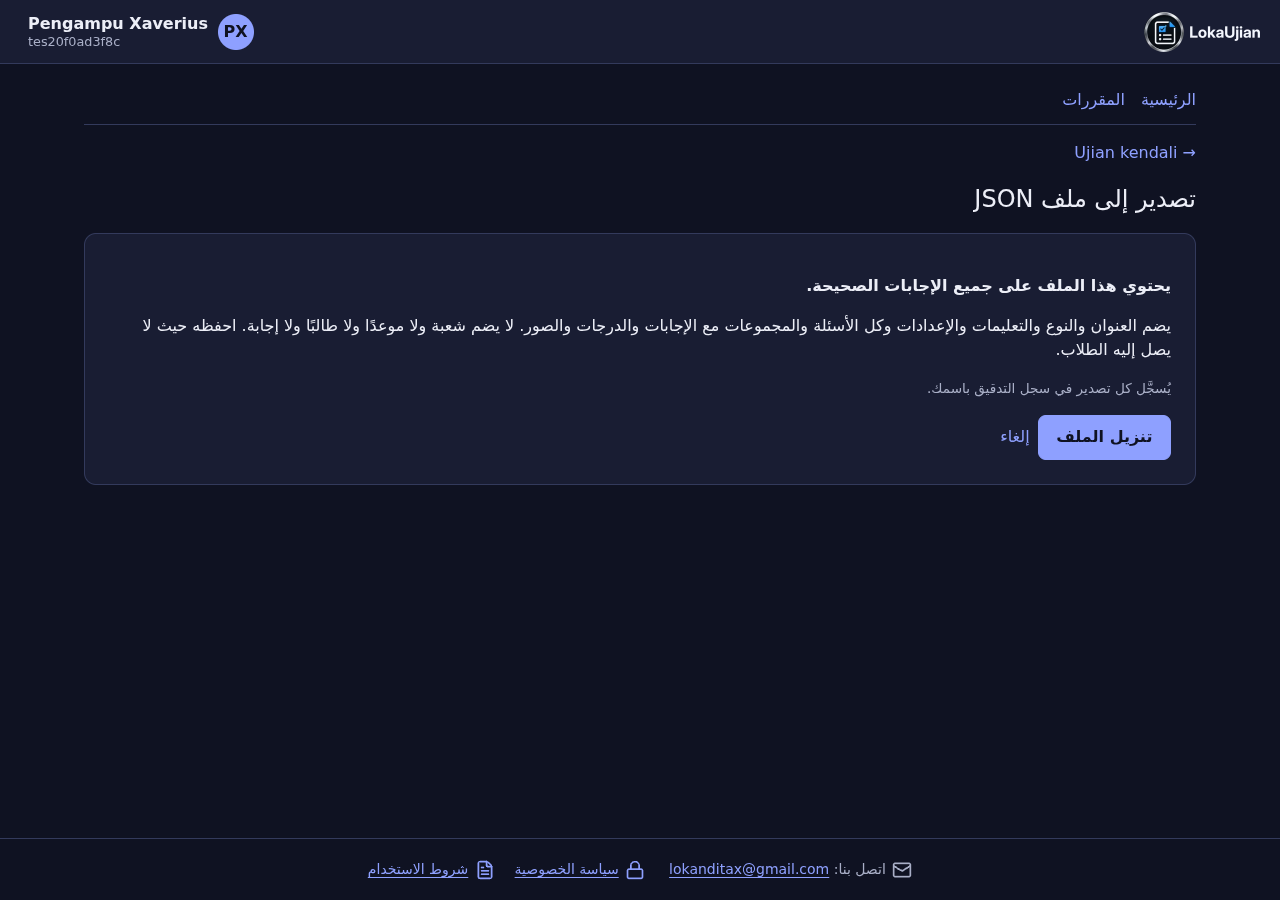 LokaUjian
PX
Pengampu Xaverius
tes20f0ad3f8c
الرئيسية المقررات
→ Ujian kendali
تصدير إلى ملف JSON
يحتوي هذا الملف على جميع الإجابات الصحيحة.
يضم العنوان والنوع والتعليمات والإعدادات وكل الأسئلة والمجموعات مع الإجابات والدرجات والصور. لا يضم شعبة ولا موعدًا ولا طالبًا ولا إجابة. احفظه حيث لا
يصل إليه الطلاب.
يُسجَّل كل تصدير في سجل التدقيق باسمك.
تنزيل الملف إلغاء
اتصل بنا: lokanditax@gmail.com سياسة الخصوصية شروط الاستخدام